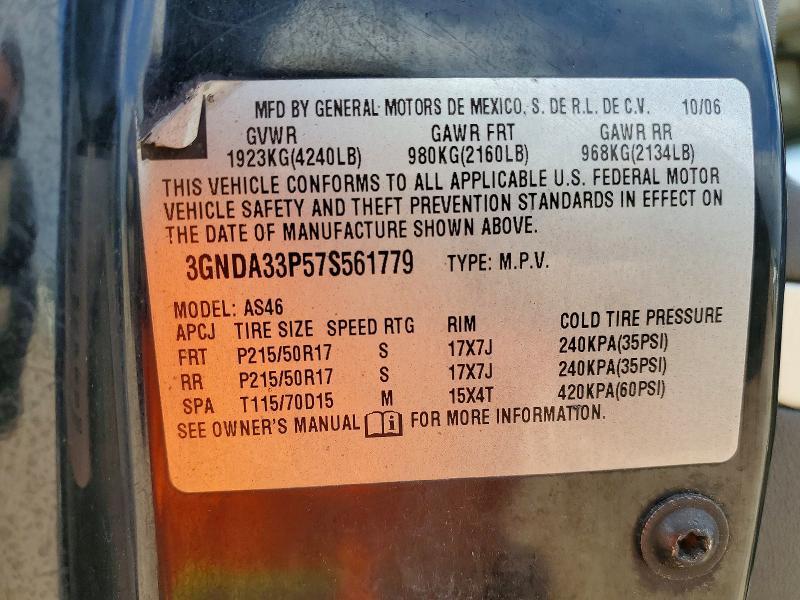 MFD BY GENERAL MOTORS DE MEXICO, S. DE R.L. DE C.V. 10/06
GVWR GAWR FRT GAWR RR
1923KG(4240LB) 980KG(2160LB) 968KG(2134LB)
THIS VEHICLE CONFORMS TO ALL APPLICABLE U.S. FEDERAL MOTOR
VEHICLE SAFETY AND THEFT PREVENTION STANDARDS IN EFFECT ON
THE DATE OF MANUFACTURE SHOWN ABOVE.
3GNDA33P57S561779 TYPE: M.P.V.
MODEL: AS46
APCJ TIRE SIZE SPEED RTG RIM COLD TIRE PRESSURE
FRT P215/50R17 S 17X7J 240KPA(35PSI)
RR P215/50R17 S 17X7J 240KPA(35PSI)
SPA T115/70D15 M 15X4T 420KPA(60PSI)
SEE OWNER'S MANUAL FOR MORE INFORMATION.